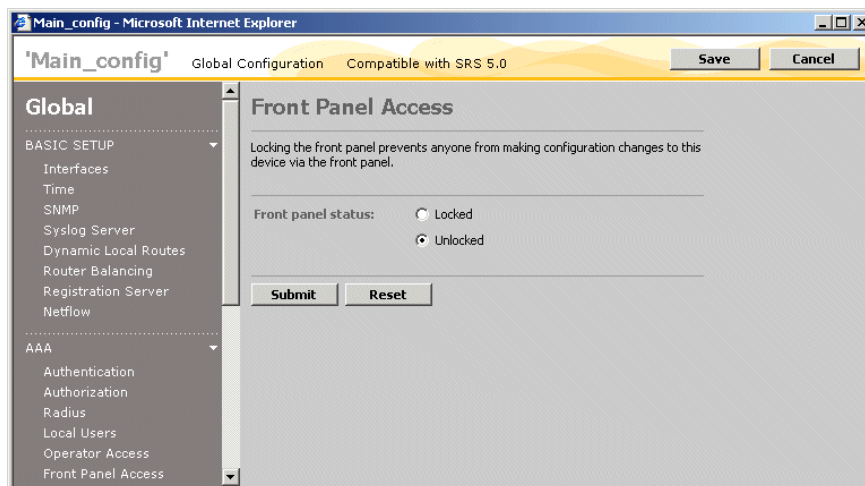 Main_config - Microsoft Internet Explorer
'Main_config' Global Configuration Compatible with SRS 5.0 Save Cancel
Global
BASIC SETUP
Interfaces
Time
SNMP
Syslog Server
Dynamic Local Routes
Router Balancing
Registration Server
Netflow
AAA
Authentication
Authorization
Radius
Local Users
Operator Access
Front Panel Access
Front Panel Access
Locking the front panel prevents anyone from making configuration changes to this
device via the front panel.
Front panel status: Locked
Unlocked
Submit Reset